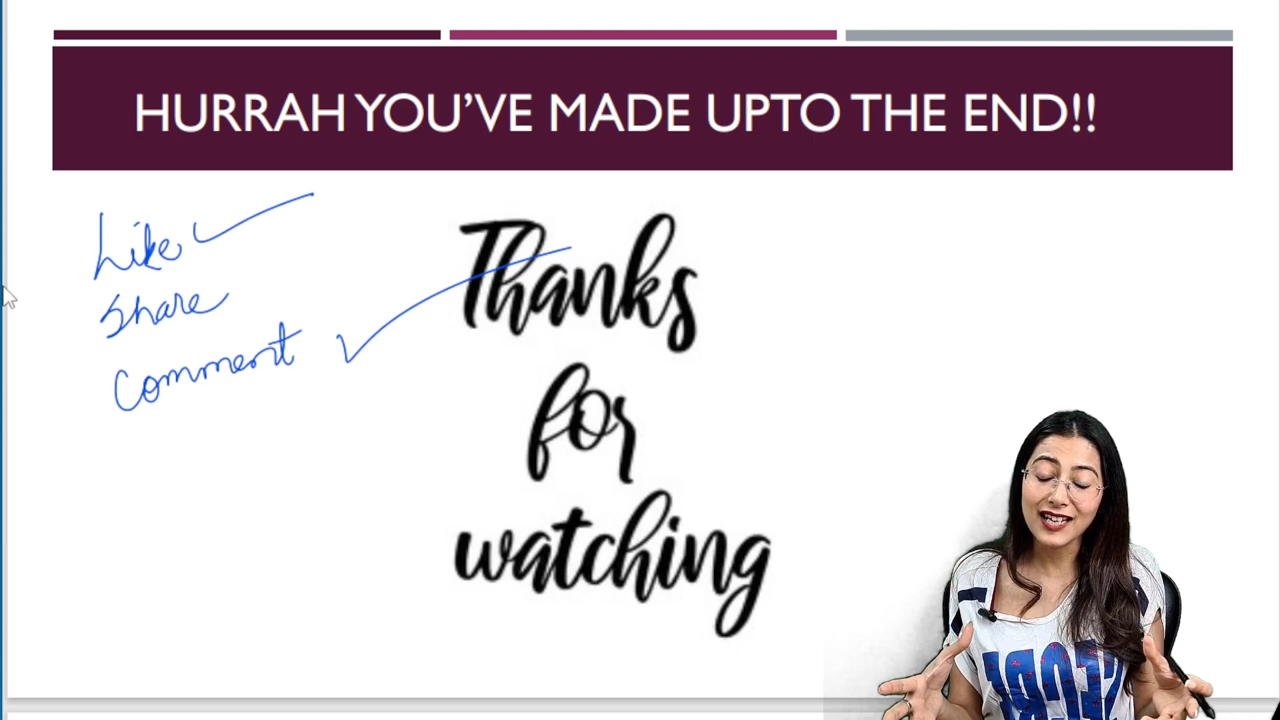 HURRAH YOU'VE MADE UPTO THE END!!
Like
Share
Comment
Thanks
for
watching